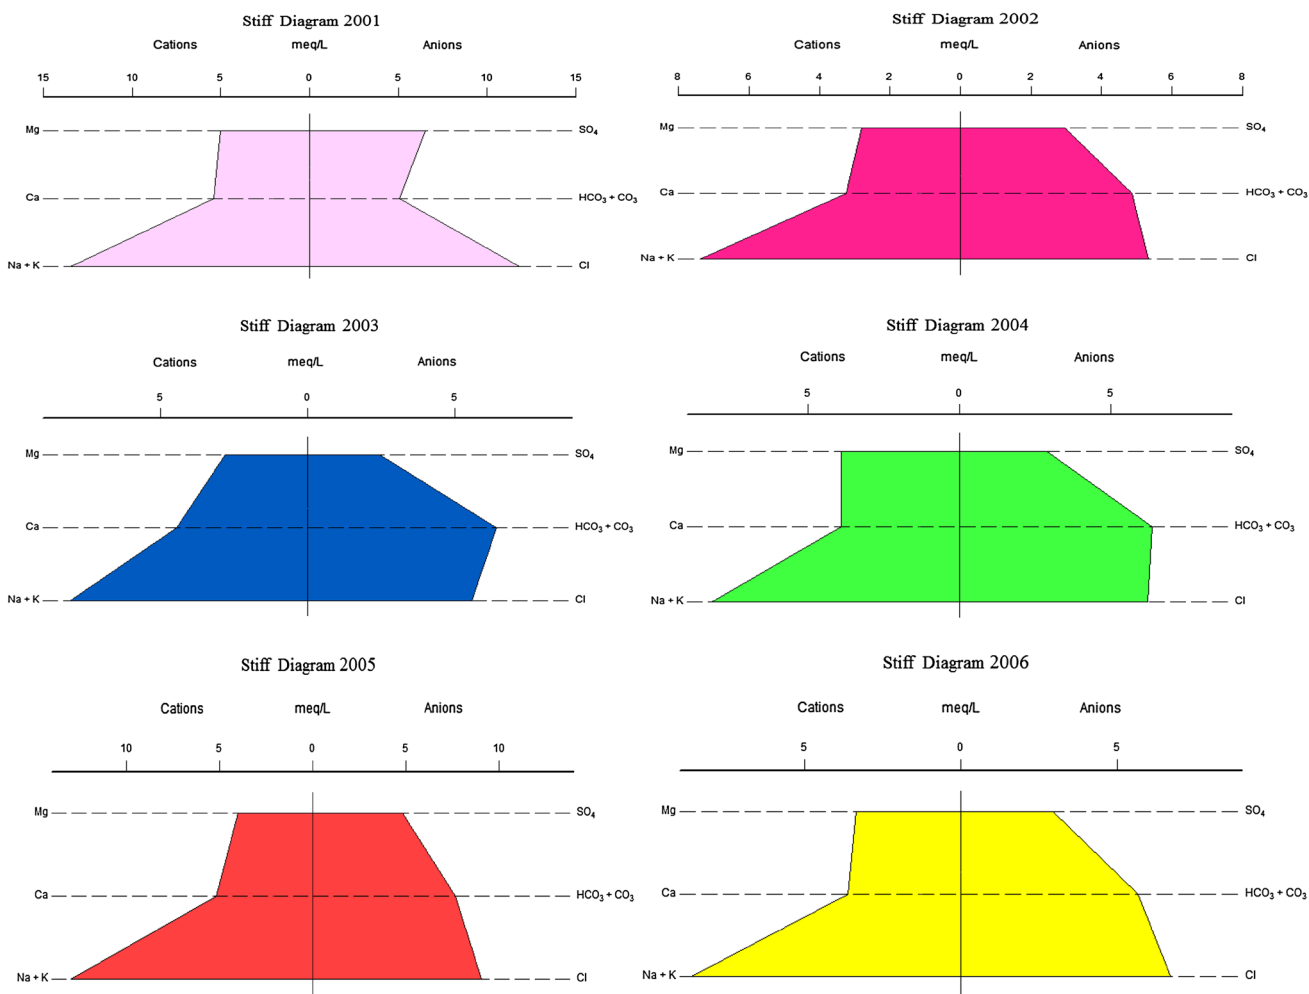 Stiff Diagram 2001
Cations meq/L Anions
15 10 5 0 5 10 15
Mg SO₄
Ca HCO₃ + CO₃
Na + K Cl
Stiff Diagram 2002
Cations meq/L Anions
8 6 4 2 0 2 4 6 8
Mg SO₄
Ca HCO₃ + CO₃
Na + K Cl
Stiff Diagram 2003
Cations meq/L Anions
5 0 5
Mg SO₄
Ca HCO₃ + CO₃
Na + K Cl
Stiff Diagram 2004
Cations meq/L Anions
5 0 5
Mg SO₄
Ca HCO₃ + CO₃
Na + K Cl
Stiff Diagram 2005
Cations meq/L Anions
10 5 0 5 10
Mg SO₄
Ca HCO₃ + CO₃
Na + K Cl
Stiff Diagram 2006
Cations meq/L Anions
5 0 5
Mg SO₄
Ca HCO₃ + CO₃
Na + K Cl